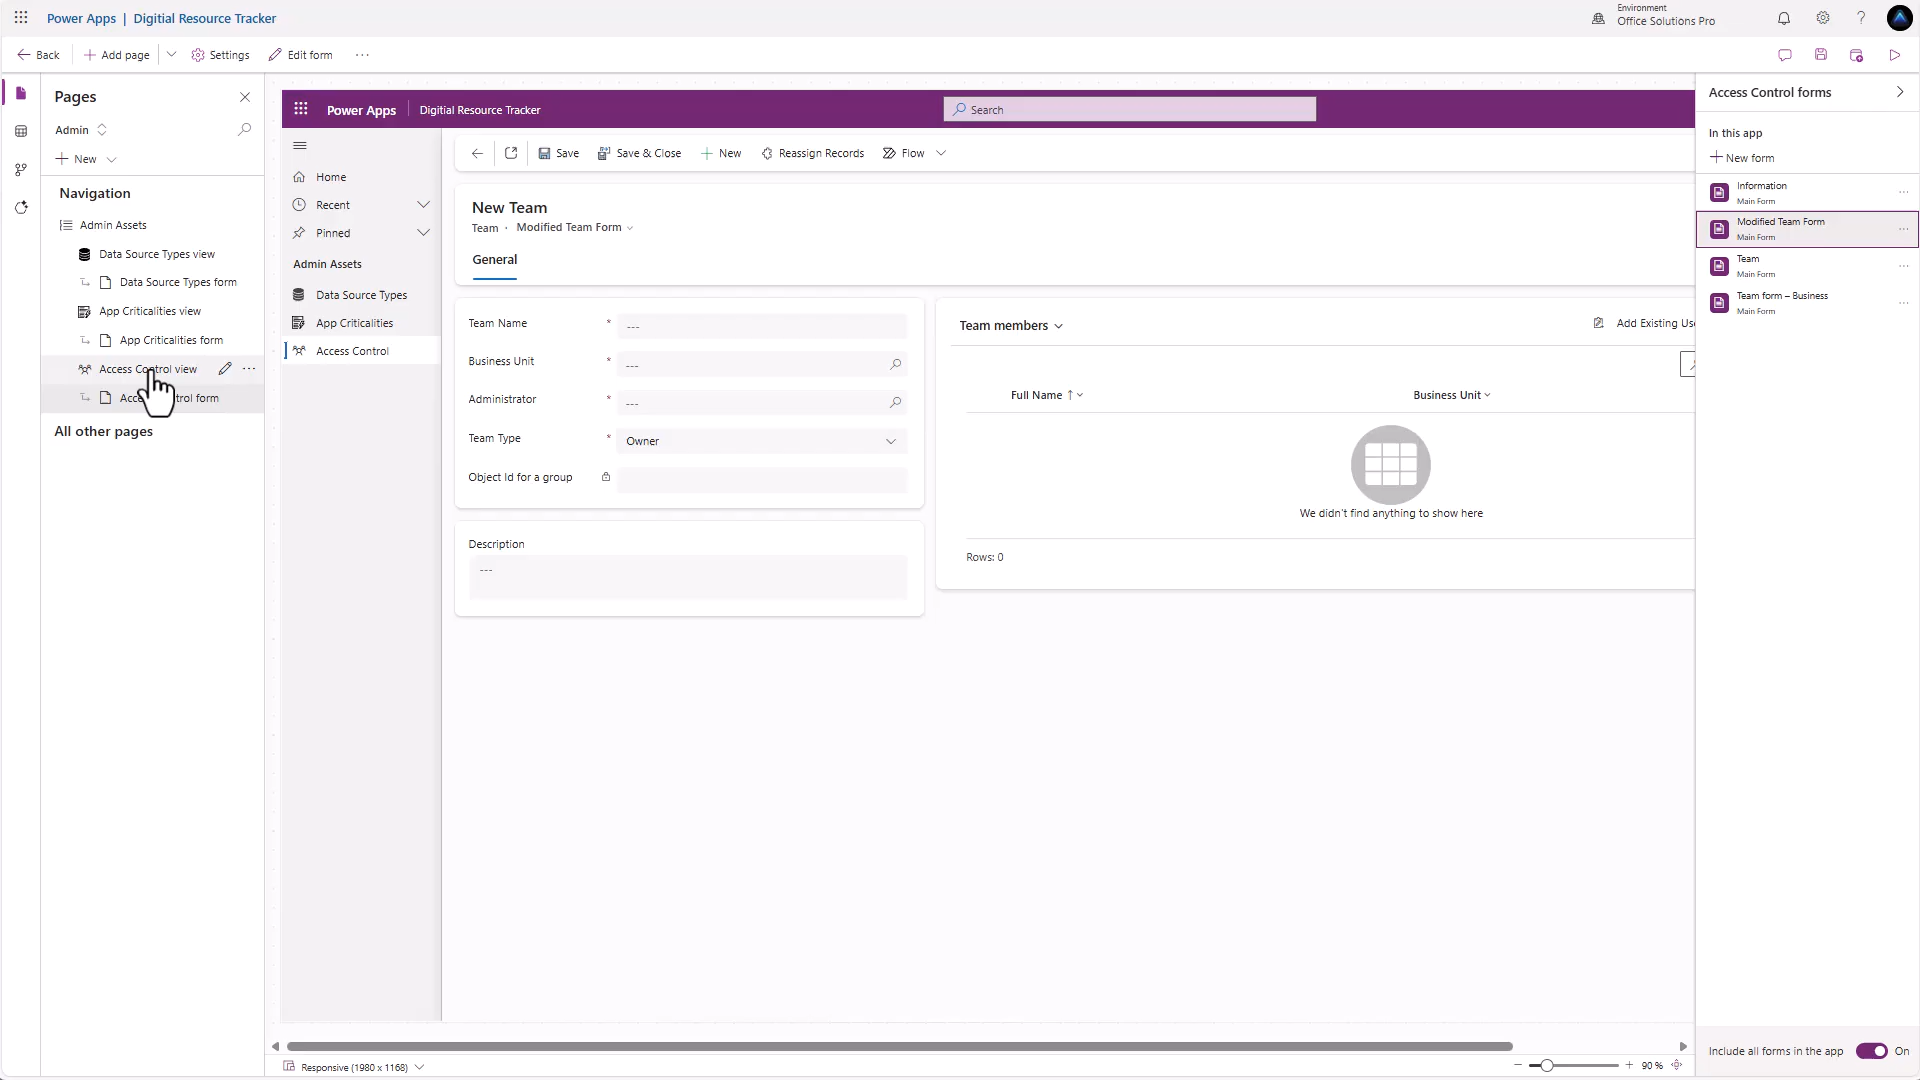 Power Apps | Digitial Resource Tracker
Environment
Office Solutions Pro
Back
Add page
Settings
Edit form
Pages
Admin
New
Navigation
Admin Assets
Data Source Types view
Data Source Types form
App Criticalities view
App Criticalities form
Access Control view
All other pages
Power Apps
Digitial Resource Tracker
Search
Home
Recent
Pinned
Admin Assets
Data Source Types
App Criticalities
Access Control
Save
Save & Close
New
Reassign Records
Flow
New Team
Team · Modified Team Form
General
Team Name * ---
Business Unit * ---
Administrator * ---
Team Type * Owner
Object Id for a group
Description
---
Team members
Add Existing Use
Full Name ↑
Business Unit
We didn't find anything to show here
Rows: 0
Access Control forms
In this app
New form
Information
Main Form
Modified Team Form
Main Form
Team
Main Form
Team form – Business
Main Form
Include all forms in the app
On
Responsive (1980 x 1168)
90 %